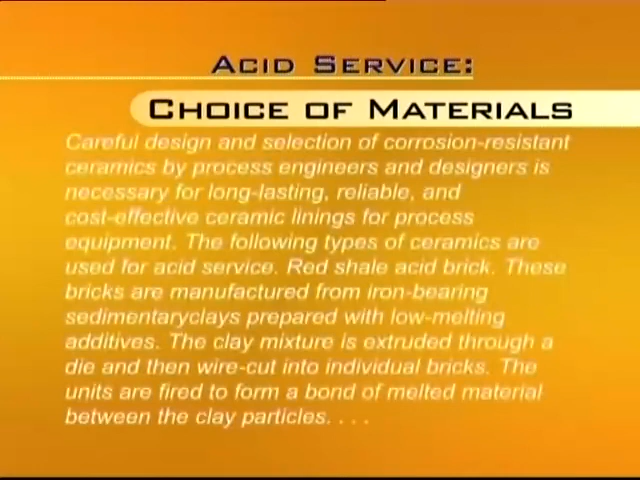 Acid Service:
Choice of Materials
Careful design and selection of corrosion-resistant
ceramics by process engineers and designers is
necessary for long-lasting, reliable, and
cost-effective ceramic linings for process
equipment. The following types of ceramics are
used for acid service. Red shale acid brick. These
bricks are manufactured from iron-bearing
sedimentaryclays prepared with low-melting
additives. The clay mixture is extruded through a
die and then wire-cut into individual bricks. The
units are fired to form a bond of melted material
between the clay particles. . . .